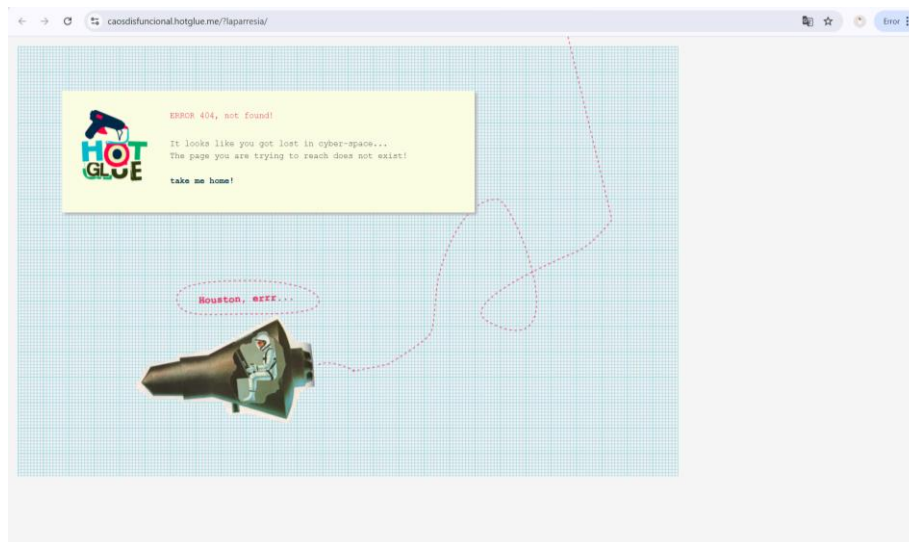 caosdisfuncional.hotglue.me/?laparresia/
Error
HOT
GLUE
ERROR 404, not found!
It looks like you got lost in cyber-space...
The page you are trying to reach does not exist!
take me home!
Houston, errr...